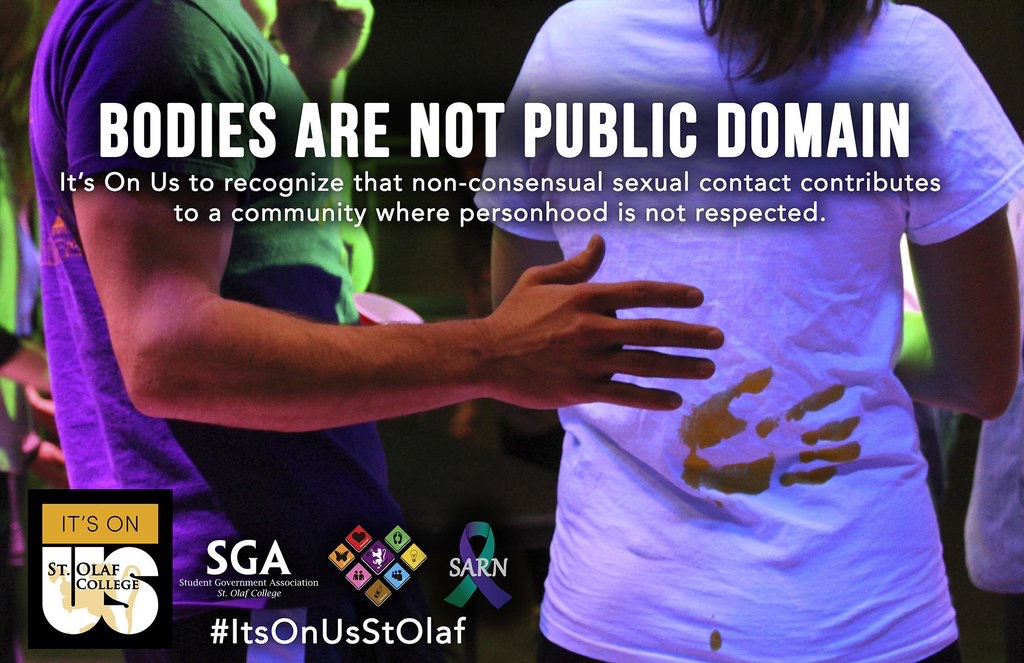 BODIES ARE NOT PUBLIC DOMAIN
It's On Us to recognize that non-consensual sexual contact contributes
to a community where personhood is not respected.
IT'S ON
US
ST. OLAF
COLLEGE
SGA
Student Government Association
St. Olaf College
SARN
#ItsOnUsStOlaf